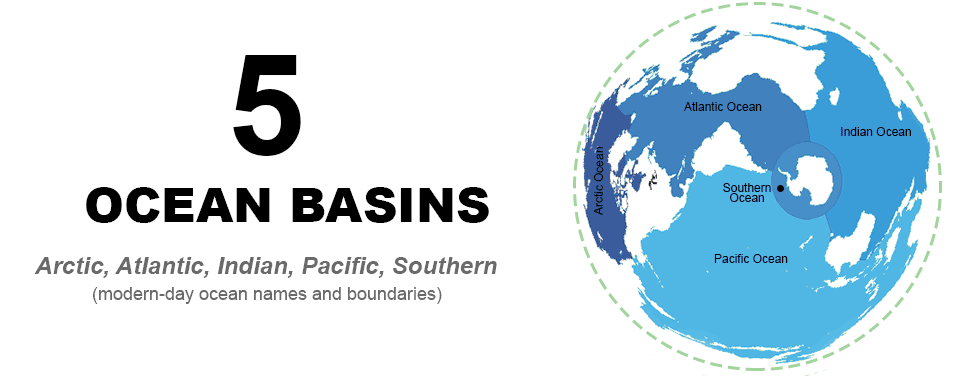 5
OCEAN BASINS
Arctic, Atlantic, Indian, Pacific, Southern
(modern-day ocean names and boundaries)
Atlantic Ocean
Indian Ocean
Arctic Ocean
Southern
Ocean
Pacific Ocean